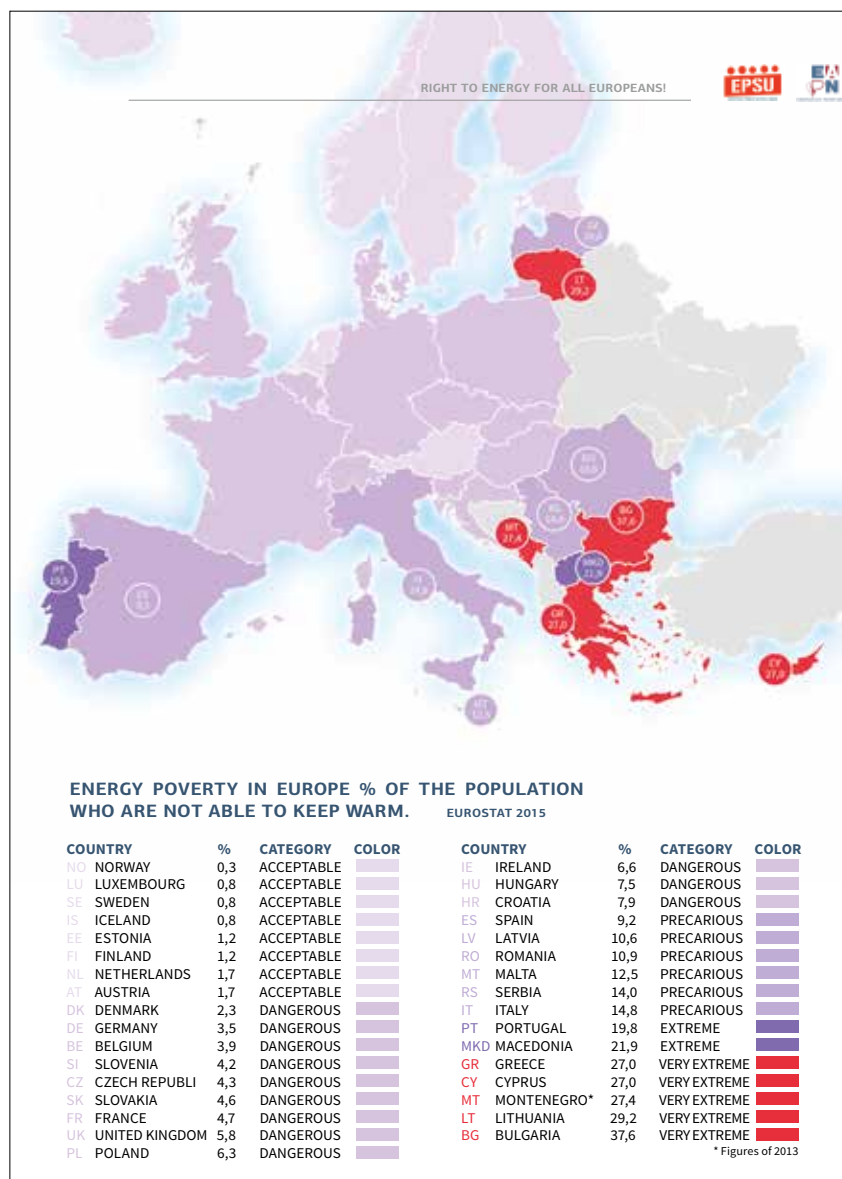 RIGHT TO ENERGY FOR ALL EUROPEANS!
EPSU
EAPN
LT
29,2
RO
BG
37,6
MT
27,4
MKD
21,9
PT
19,8
ES
GR
27,0
CY
27,0
MT
12,5
ENERGY POVERTY IN EUROPE % OF THE POPULATION
WHO ARE NOT ABLE TO KEEP WARM. EUROSTAT 2015
COUNTRY % CATEGORY COLOR
NO NORWAY 0,3 ACCEPTABLE
LU LUXEMBOURG 0,8 ACCEPTABLE
SE SWEDEN 0,8 ACCEPTABLE
IS ICELAND 0,8 ACCEPTABLE
EE ESTONIA 1,2 ACCEPTABLE
FI FINLAND 1,2 ACCEPTABLE
NL NETHERLANDS 1,7 ACCEPTABLE
AT AUSTRIA 1,7 ACCEPTABLE
DK DENMARK 2,3 DANGEROUS
DE GERMANY 3,5 DANGEROUS
BE BELGIUM 3,9 DANGEROUS
SI SLOVENIA 4,2 DANGEROUS
CZ CZECH REPUBLI 4,3 DANGEROUS
SK SLOVAKIA 4,6 DANGEROUS
FR FRANCE 4,7 DANGEROUS
UK UNITED KINGDOM 5,8 DANGEROUS
PL POLAND 6,3 DANGEROUS
COUNTRY % CATEGORY COLOR
IE IRELAND 6,6 DANGEROUS
HU HUNGARY 7,5 DANGEROUS
HR CROATIA 7,9 DANGEROUS
ES SPAIN 9,2 PRECARIOUS
LV LATVIA 10,6 PRECARIOUS
RO ROMANIA 10,9 PRECARIOUS
MT MALTA 12,5 PRECARIOUS
RS SERBIA 14,0 PRECARIOUS
IT ITALY 14,8 PRECARIOUS
PT PORTUGAL 19,8 EXTREME
MKD MACEDONIA 21,9 EXTREME
GR GREECE 27,0 VERY EXTREME
CY CYPRUS 27,0 VERY EXTREME
MT MONTENEGRO* 27,4 VERY EXTREME
LT LITHUANIA 29,2 VERY EXTREME
BG BULGARIA 37,6 VERY EXTREME
* Figures of 2013